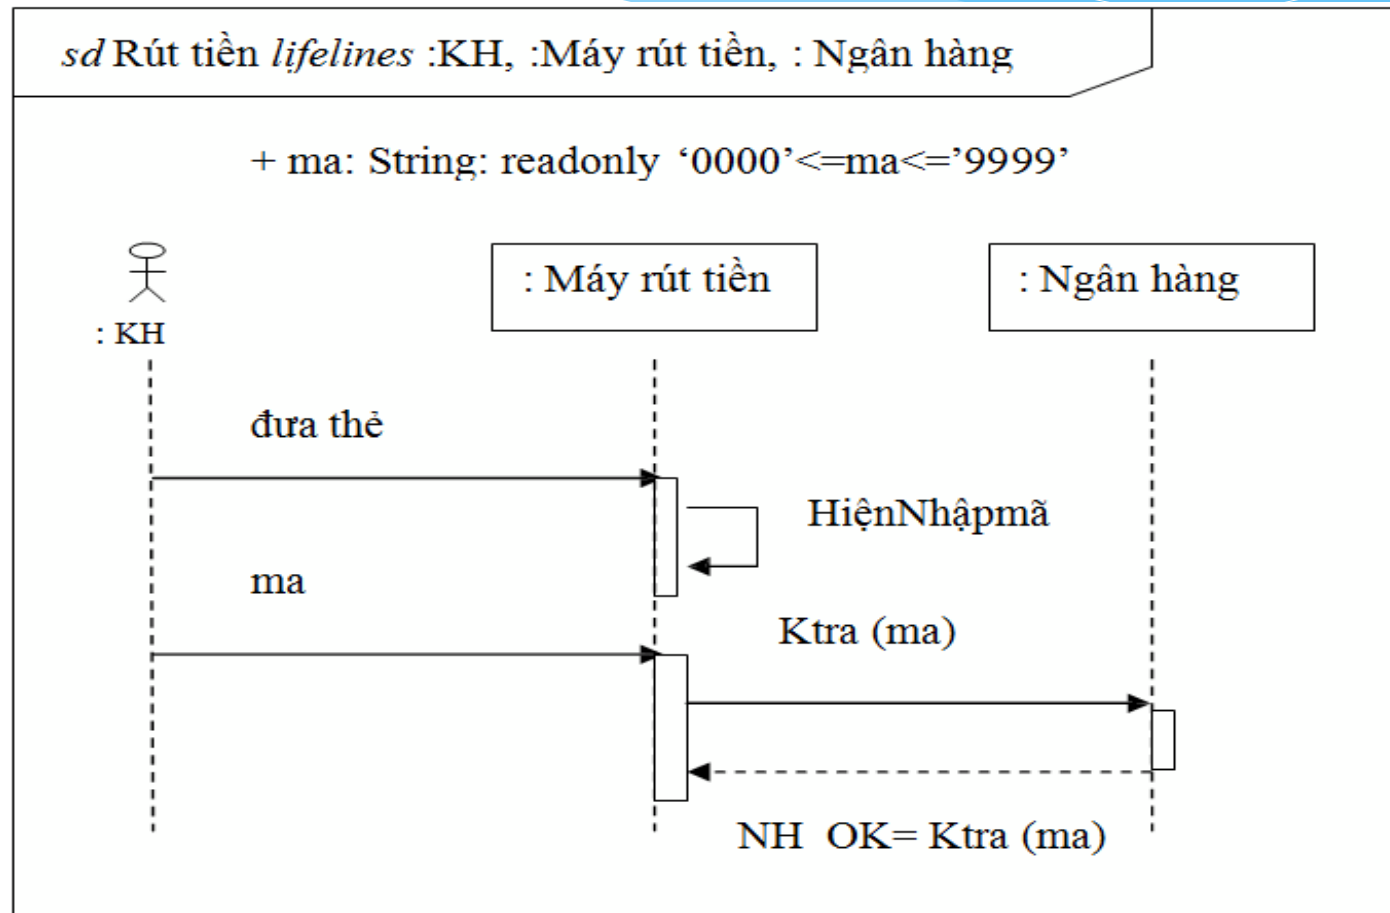 sd Rút tiền lifelines :KH, :Máy rút tiền, : Ngân hàng
+ ma: String: readonly ‘0000’<=ma<=’9999’
: KH
: Máy rút tiền
: Ngân hàng
đưa thẻ
HiệnNhậpmã
ma
Ktra (ma)
NH OK= Ktra (ma)